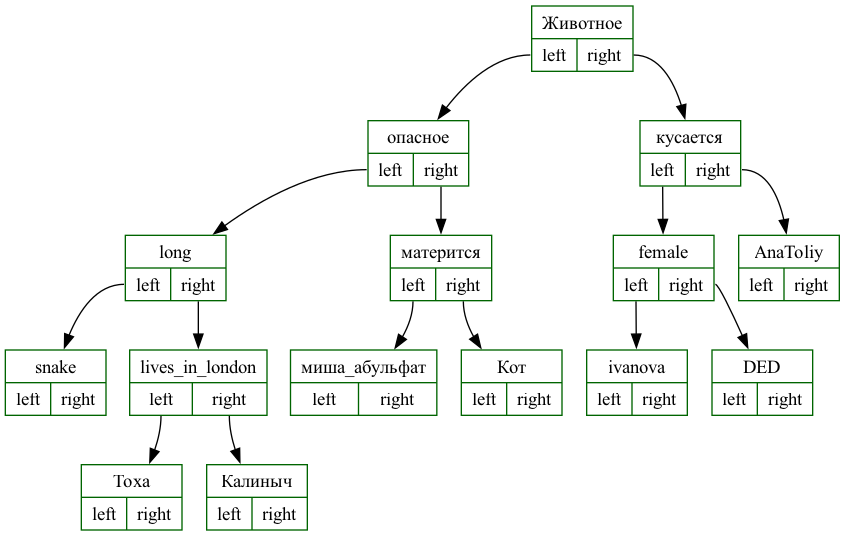 Животное
left right
опасное
left right
кусается
left right
long
left right
матерится
left right
female
left right
AnaToliy
left right
snake
left right
lives_in_london
left right
миша_абульфат
left right
Кот
left right
ivanova
left right
DED
left right
Тоха
left right
Калиныч
left right